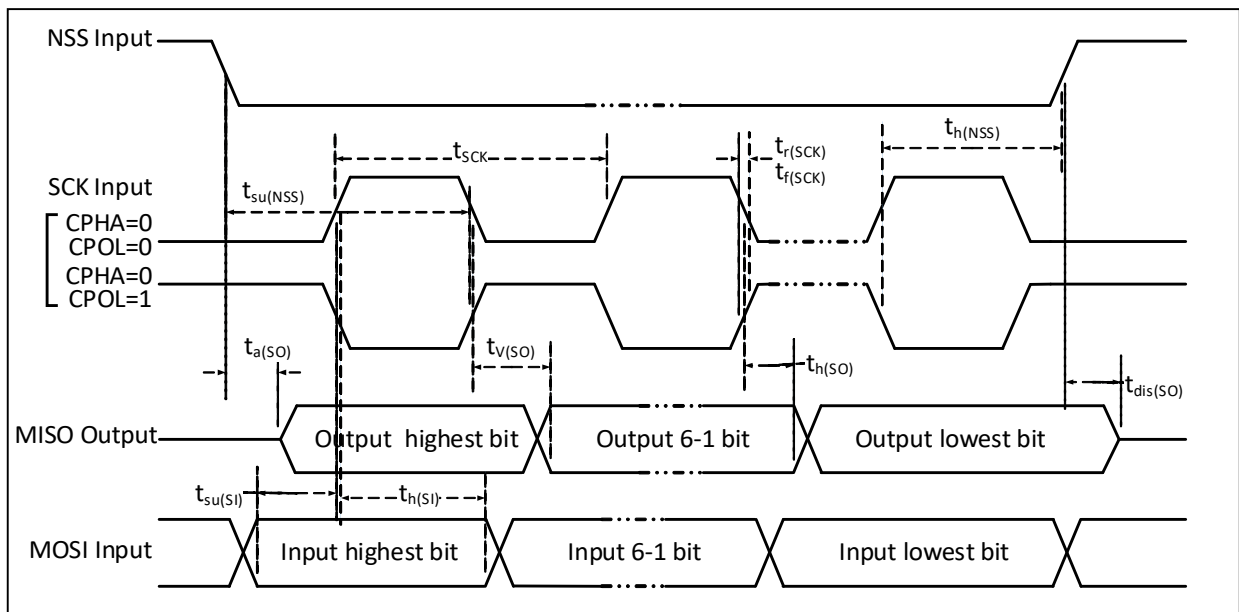 NSS Input
tSCK
tr(SCK)
tf(SCK)
th(NSS)
SCK Input
tsu(NSS)
CPHA=0
CPOL=0
CPHA=0
CPOL=1
ta(SO)
tV(SO)
th(SO)
tdis(SO)
MISO Output
Output highest bit
Output 6-1 bit
Output lowest bit
tsu(SI)
th(SI)
MOSI Input
Input highest bit
Input 6-1 bit
Input lowest bit